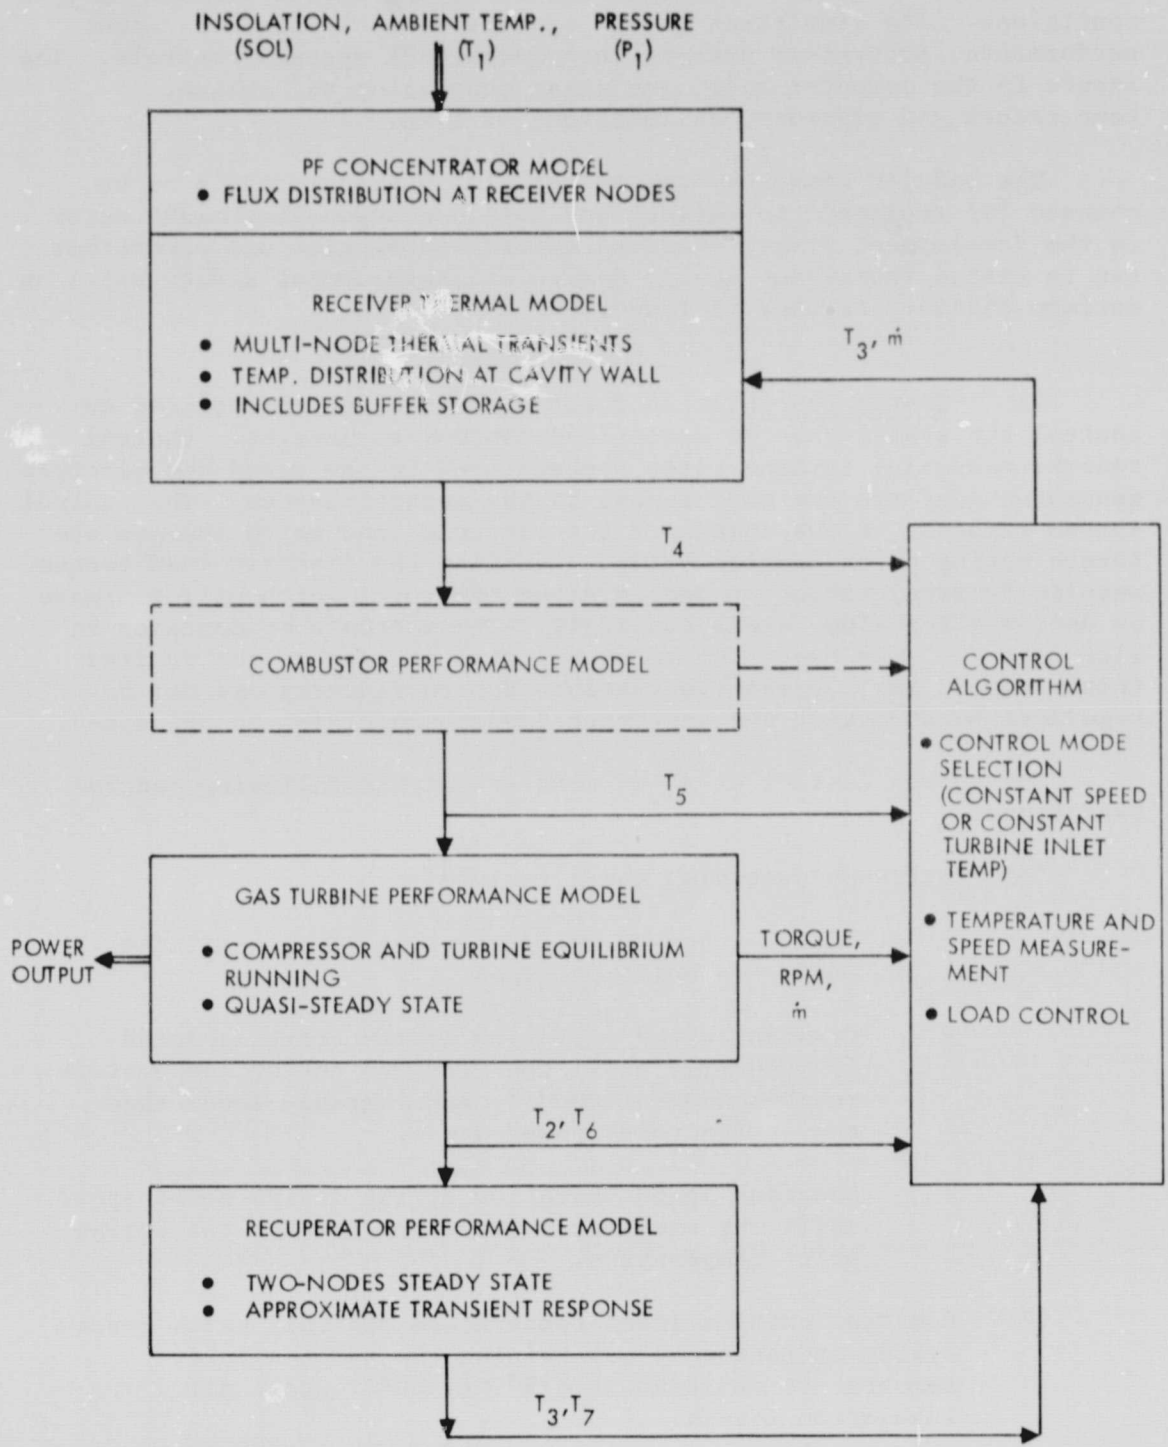 INSOLATION, AMBIENT TEMP., PRESSURE
(SOL) (T1) (P1)
PF CONCENTRATOR MODEL
• FLUX DISTRIBUTION AT RECEIVER NODES
RECEIVER THERMAL MODEL
• MULTI-NODE THERMAL TRANSIENTS
• TEMP. DISTRIBUTION AT CAVITY WALL
• INCLUDES BUFFER STORAGE
T3, ṁ
T4
COMBUSTOR PERFORMANCE MODEL
T5
GAS TURBINE PERFORMANCE MODEL
• COMPRESSOR AND TURBINE EQUILIBRIUM
RUNNING
• QUASI-STEADY STATE
POWER
OUTPUT
TORQUE,
RPM,
ṁ
CONTROL
ALGORITHM
• CONTROL MODE
SELECTION
(CONSTANT SPEED
OR CONSTANT
TURBINE INLET
TEMP)
• TEMPERATURE AND
SPEED MEASURE-
MENT
• LOAD CONTROL
T2, T6
RECUPERATOR PERFORMANCE MODEL
• TWO-NODES STEADY STATE
• APPROXIMATE TRANSIENT RESPONSE
T3, T7